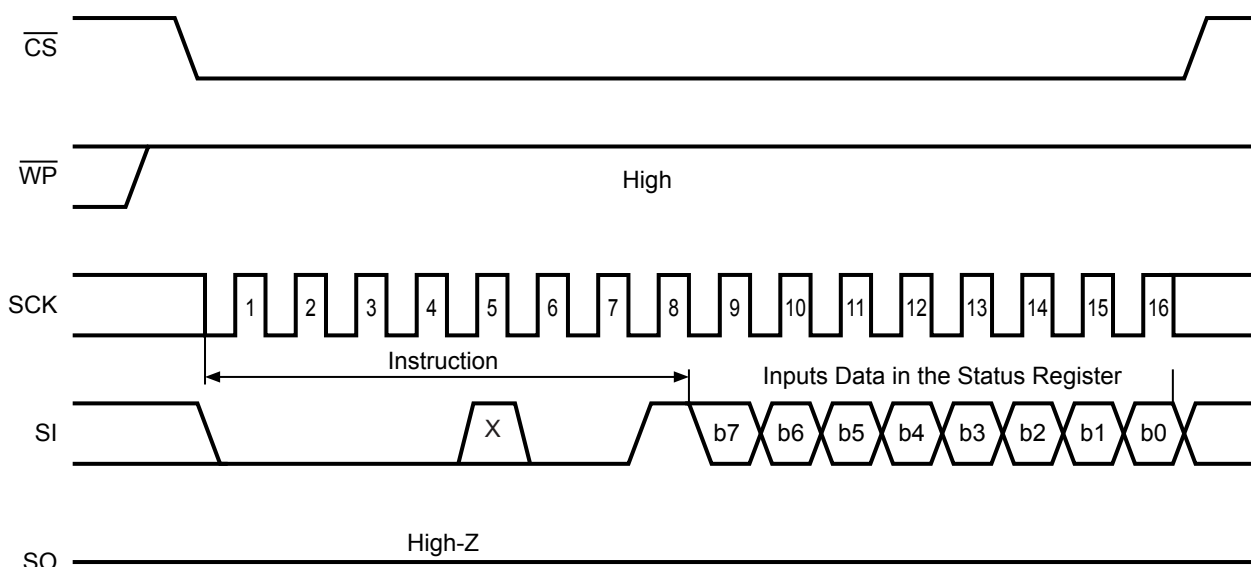 CS
WP
High
SCK
1 2 3 4 5 6 7 8 9 10 11 12 13 14 15 16
Instruction
Inputs Data in the Status Register
SI
X
b7 b6 b5 b4 b3 b2 b1 b0
High-Z
SO